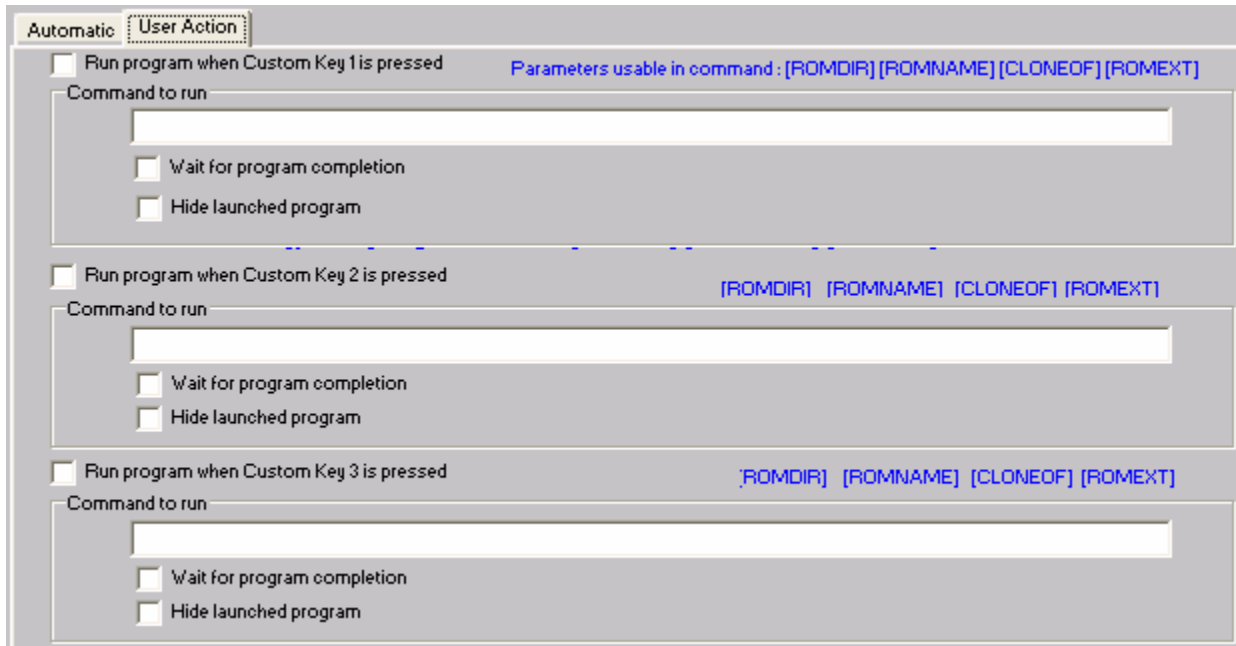 Automatic User Action
Run program when Custom Key 1 is pressed Parameters usable in command : [ROMDIR] [ROMNAME] [CLONEOF] [ROMEXT]
Command to run
Wait for program completion
Hide launched program
Run program when Custom Key 2 is pressed [ROMDIR] [ROMNAME] [CLONEOF] [ROMEXT]
Command to run
Wait for program completion
Hide launched program
Run program when Custom Key 3 is pressed [ROMDIR] [ROMNAME] [CLONEOF] [ROMEXT]
Command to run
Wait for program completion
Hide launched program